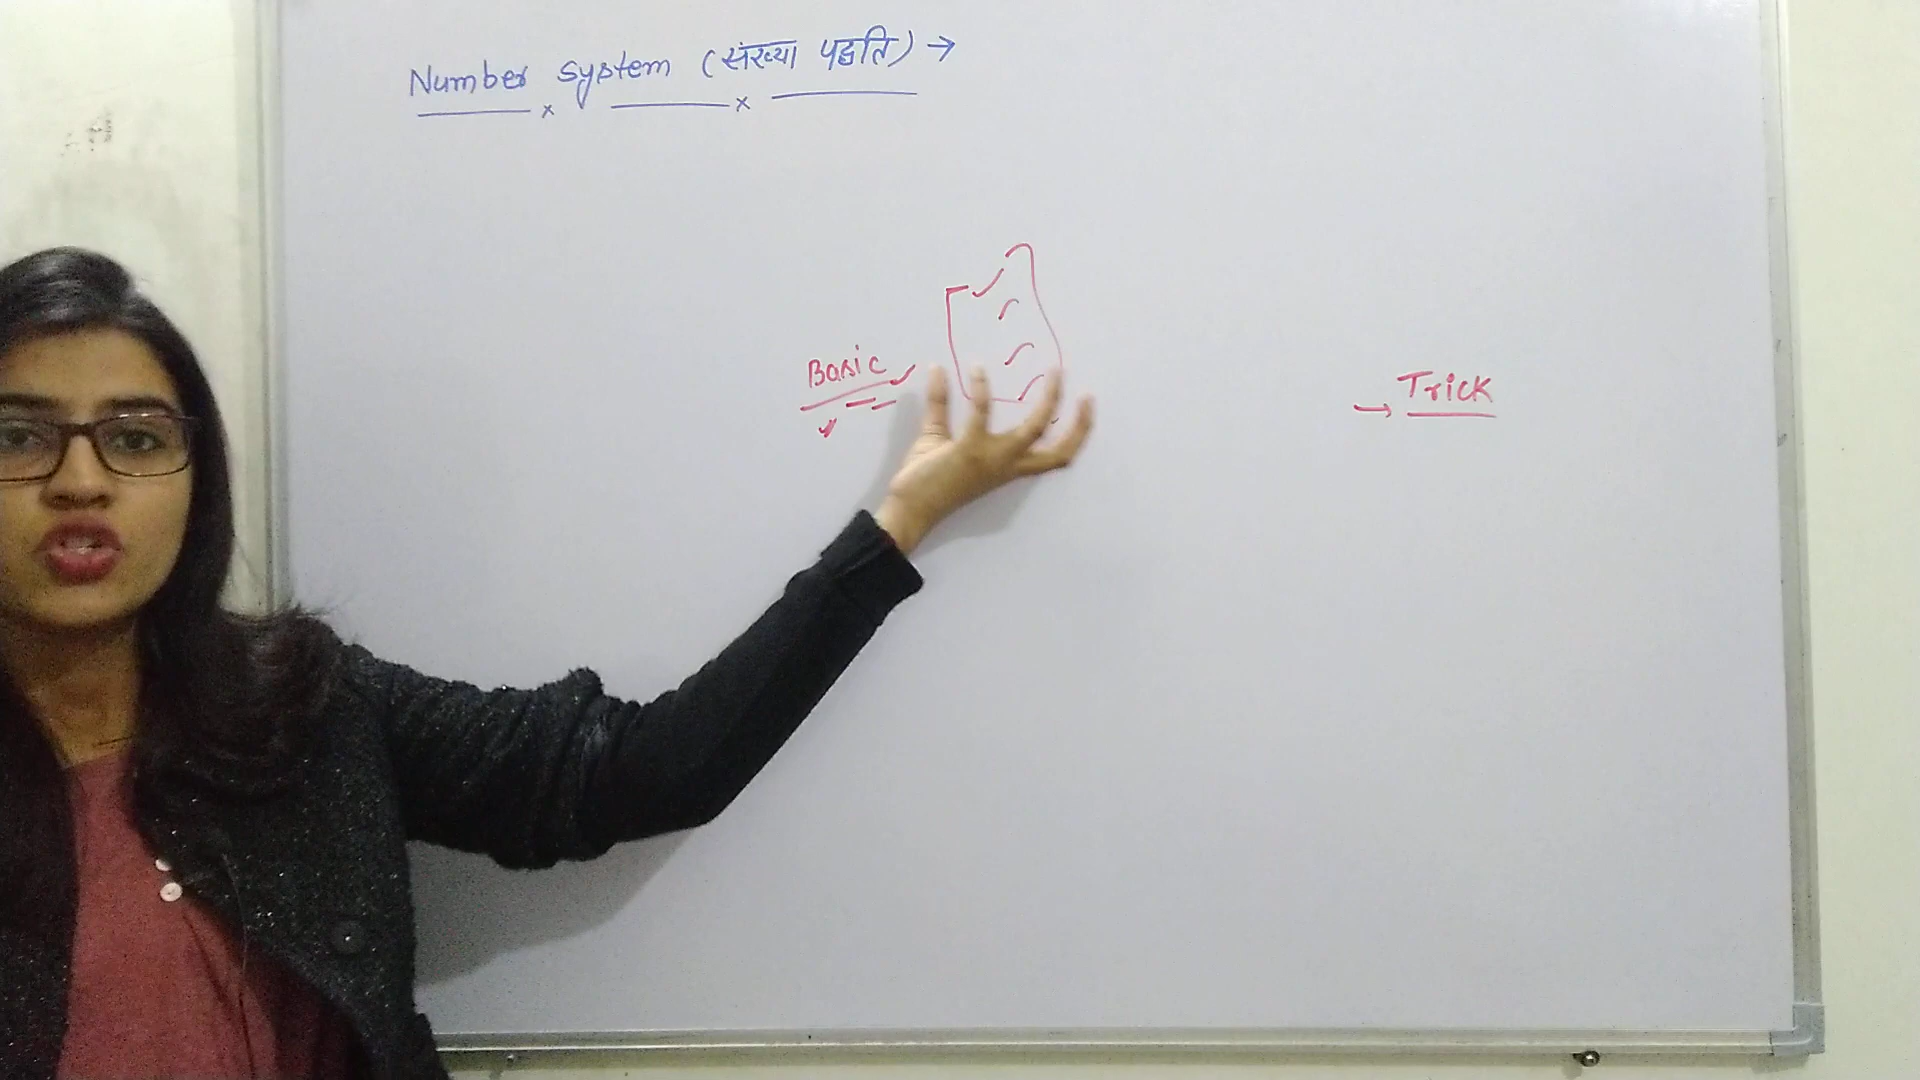 Number system (संख्या पद्धति) →
Basic
→ Trick